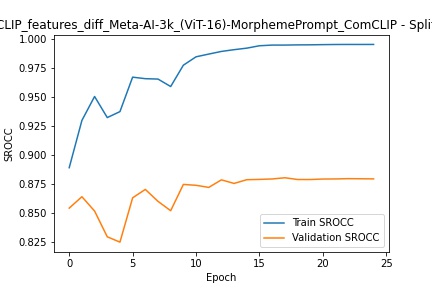 CLIP_features_diff_Meta-AI-3k_(ViT-16)-MorphemePrompt_ComCLIP - Spli
1.000
0.975
0.950
0.925
0.900
0.875
0.850
0.825
SROCC
0 5 10 15 20 25
Epoch
Train SROCC
Validation SROCC